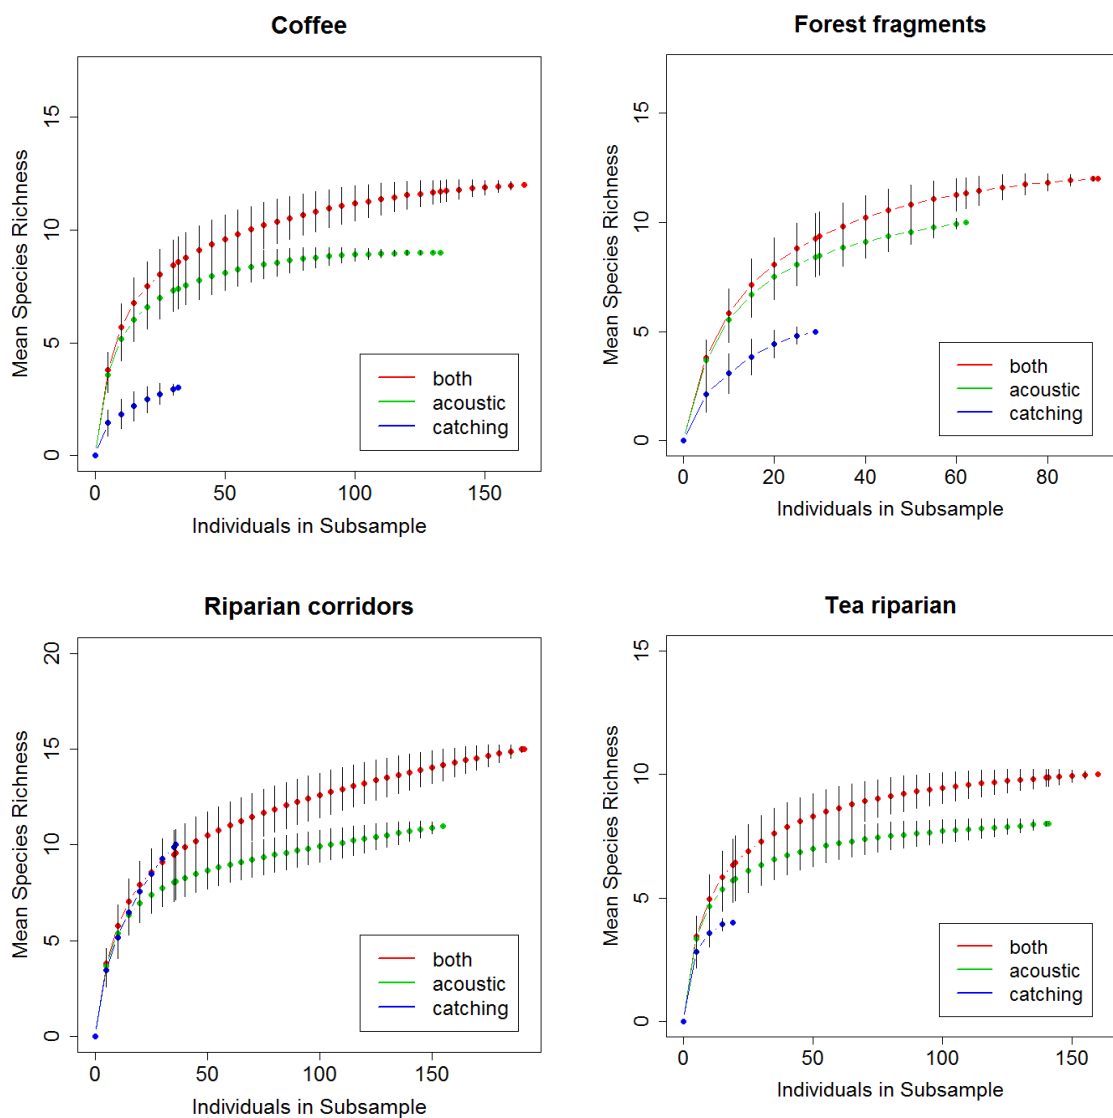 Coffee
Mean Species Richness
15
10
5
0
both
acoustic
catching
0 50 100 150
Individuals in Subsample
Forest fragments
Mean Species Richness
15
10
5
0
both
acoustic
catching
0 20 40 60 80
Individuals in Subsample
Riparian corridors
Mean Species Richness
20
15
10
5
0
both
acoustic
catching
0 50 100 150
Individuals in Subsample
Tea riparian
Mean Species Richness
15
10
5
0
both
acoustic
catching
0 50 100 150
Individuals in Subsample